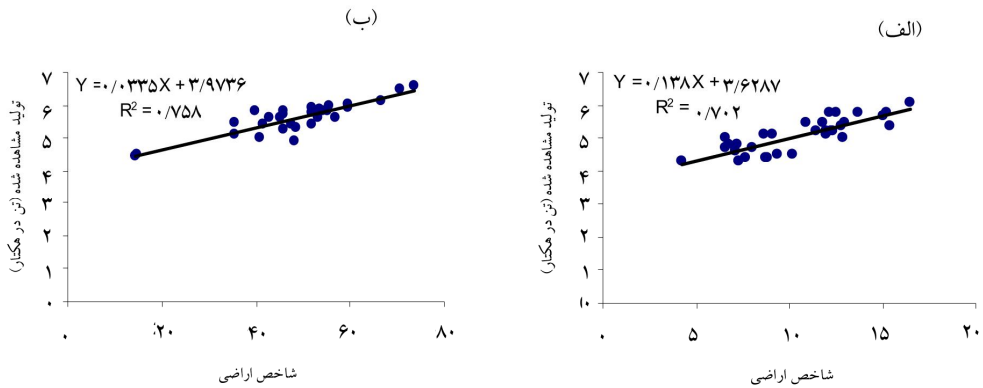 (الف)
Y =۰/۱۳۸X + ۳/۶۲۸۷
R² = ۰/۷۰۲
تولید مشاهده شده (تن در هکتار)
۷
۶
۵
۴
۳
۲
۱
۰
۰ ۵ ۱۰ ۱۵ ۲۰
شاخص اراضی
(ب)
Y =۰/۰۳۳۵X + ۳/۹۷۳۶
R² = ۰/۷۵۸
تولید مشاهده شده (تن در هکتار)
۷
۶
۵
۴
۳
۲
۱
۰
۰ ۲۰ ۴۰ ۶۰ ۸۰
شاخص اراضی